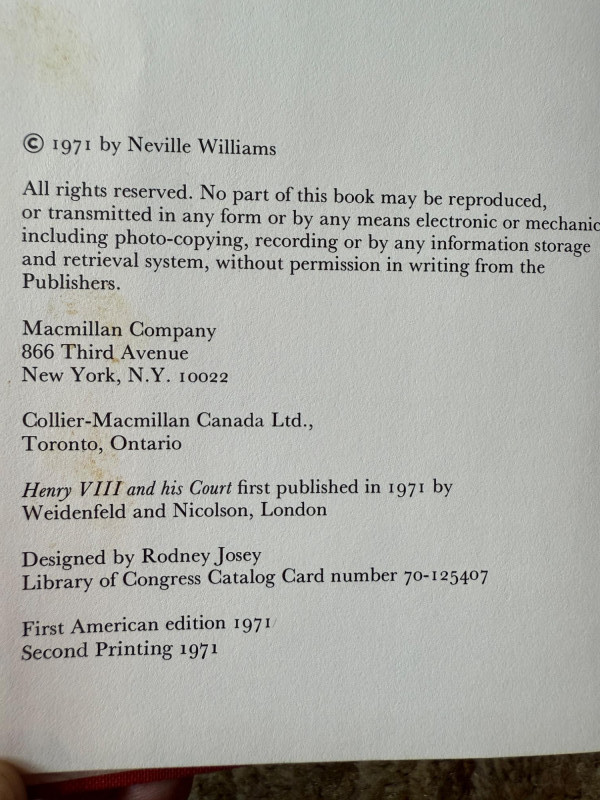 © 1971 by Neville Williams
All rights reserved. No part of this book may be reproduced,
or transmitted in any form or by any means electronic or mechanic
including photo-copying, recording or by any information storage
and retrieval system, without permission in writing from the
Publishers.
Macmillan Company
866 Third Avenue
New York, N.Y. 10022
Collier-Macmillan Canada Ltd.,
Toronto, Ontario
Henry VIII and his Court first published in 1971 by
Weidenfeld and Nicolson, London
Designed by Rodney Josey
Library of Congress Catalog Card number 70-125407
First American edition 1971
Second Printing 1971